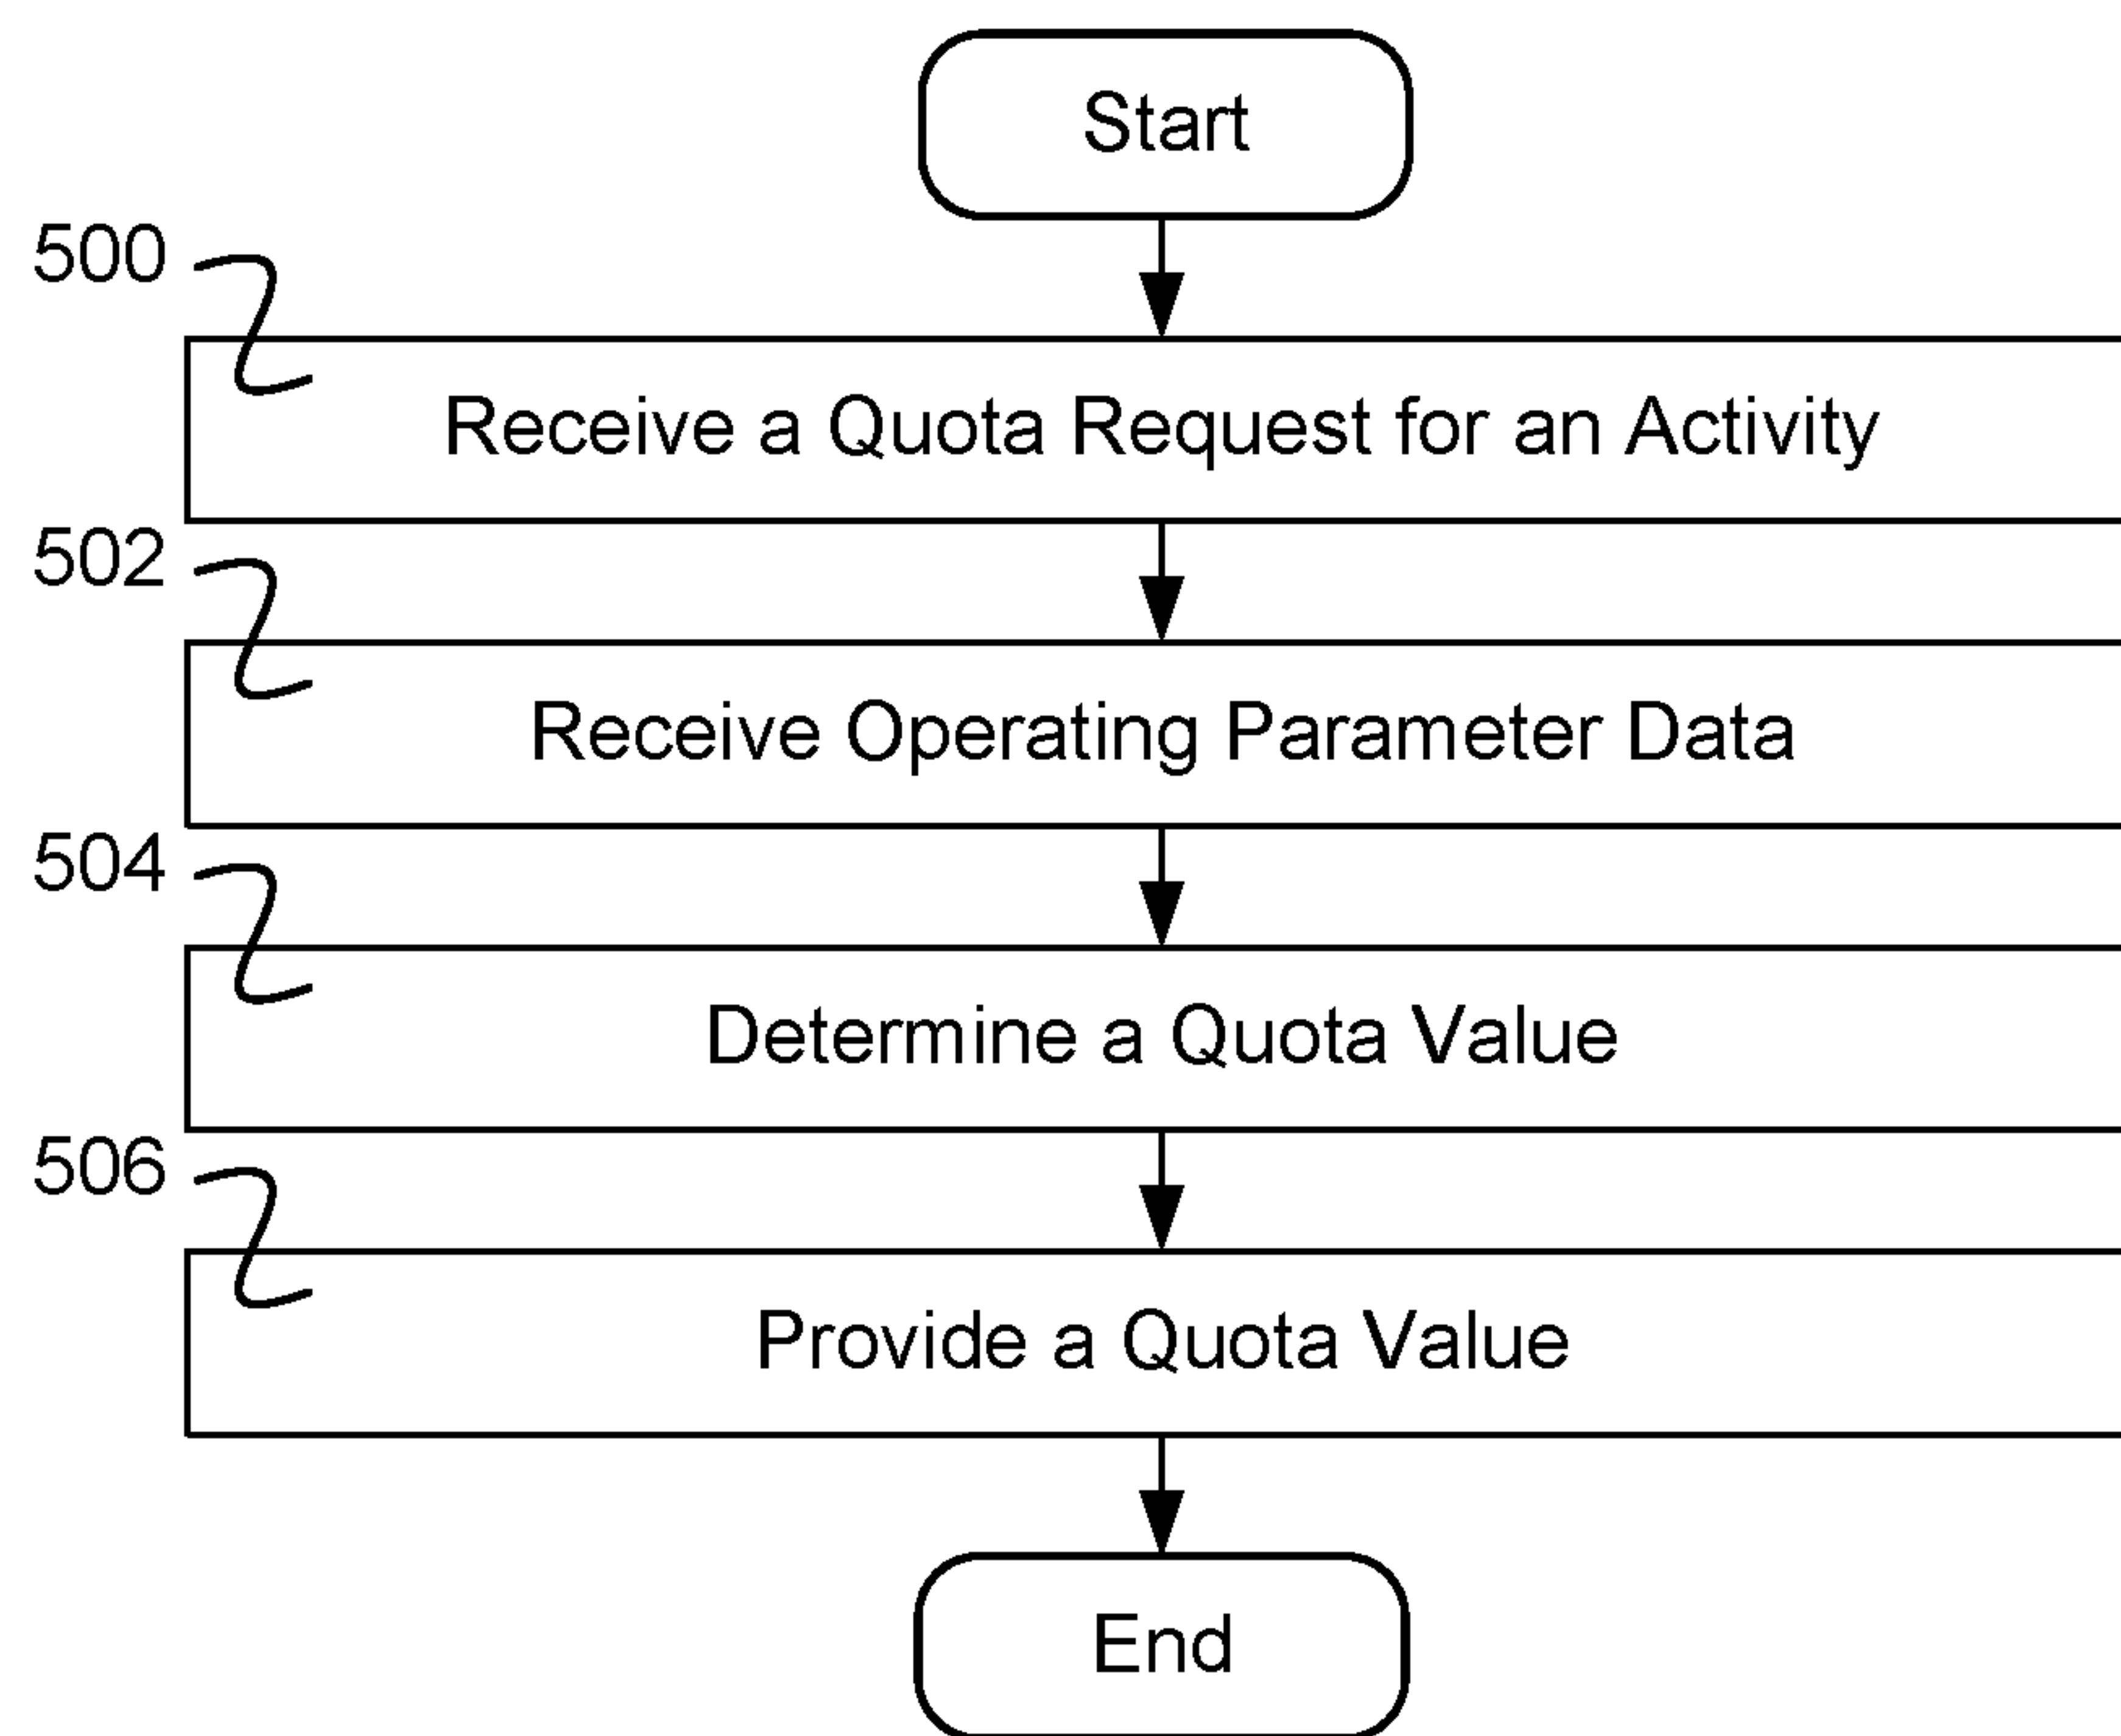 Start
500
Receive a Quota Request for an Activity
502
Receive Operating Parameter Data
504
Determine a Quota Value
506
Provide a Quota Value
End